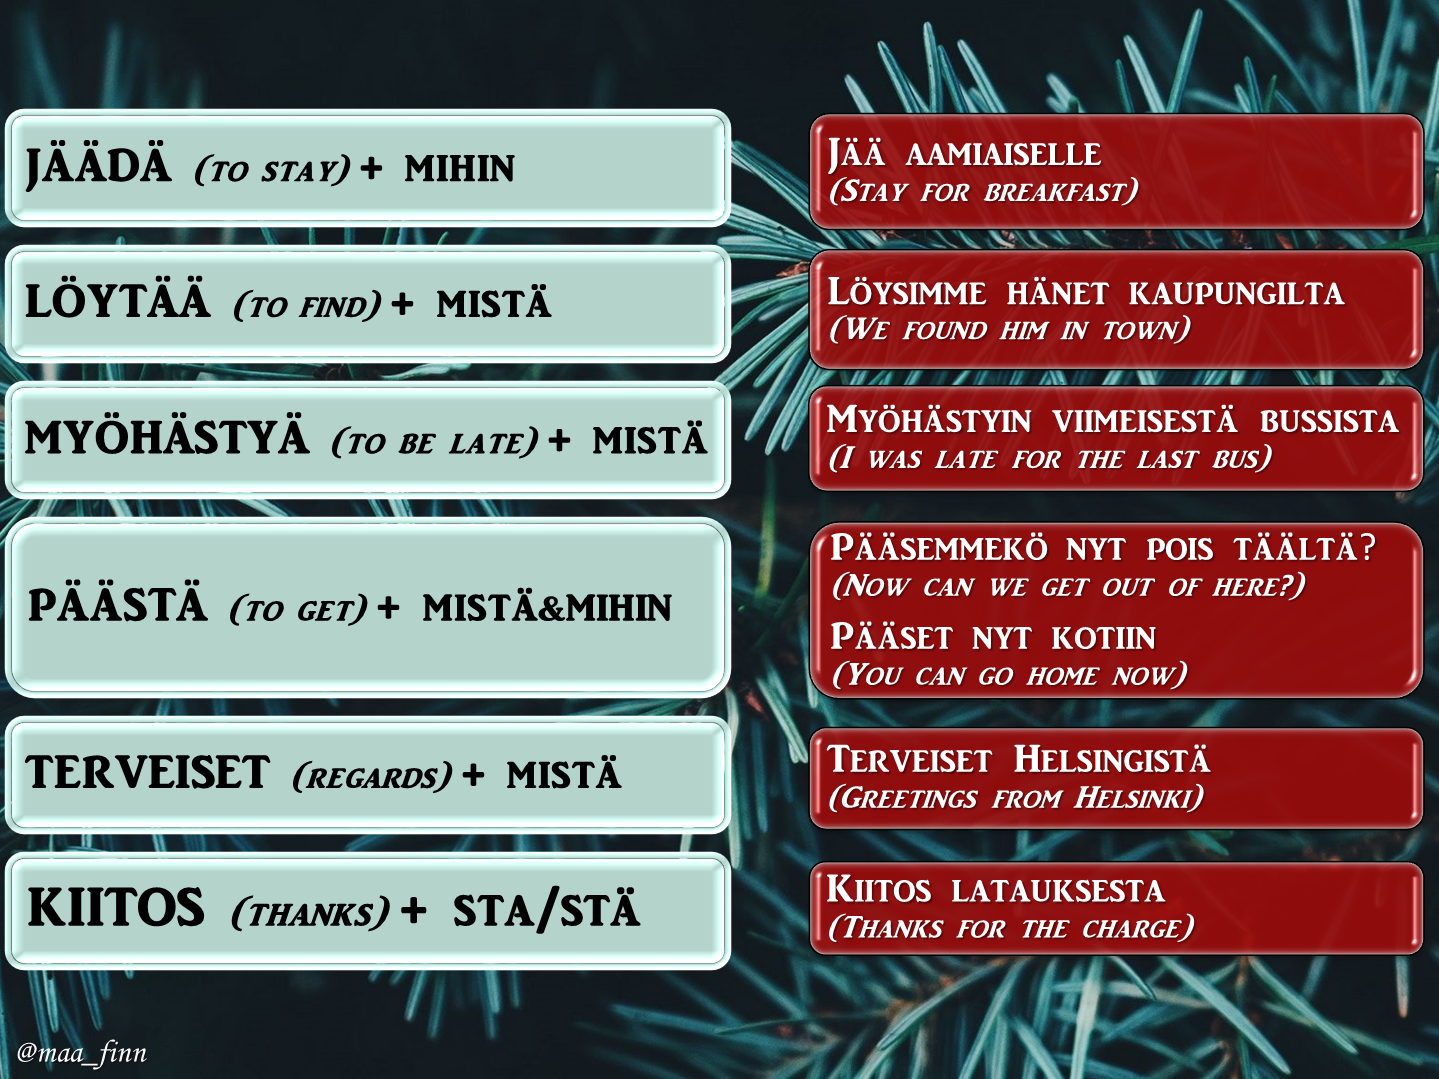 JÄÄDÄ (TO STAY) + MIHIN
JÄÄ AAMIAISELLE
(STAY FOR BREAKFAST)
LÖYTÄÄ (TO FIND) + MISTÄ
LÖYSIMME HÄNET KAUPUNGILTA
(WE FOUND HIM IN TOWN)
MYÖHÄSTYÄ (TO BE LATE) + MISTÄ
MYÖHÄSTYIN VIIMEISESTÄ BUSSISTA
(I WAS LATE FOR THE LAST BUS)
PÄÄSTÄ (TO GET) + MISTÄ&MIHIN
PÄÄSEMMEKÖ NYT POIS TÄÄLTÄ?
(NOW CAN WE GET OUT OF HERE?)
PÄÄSET NYT KOTIIN
(YOU CAN GO HOME NOW)
TERVEISET (REGARDS) + MISTÄ
TERVEISET HELSINGISTÄ
(GREETINGS FROM HELSINKI)
KIITOS (THANKS) + STA/STÄ
KIITOS LATAUKSESTA
(THANKS FOR THE CHARGE)
@maa_finn